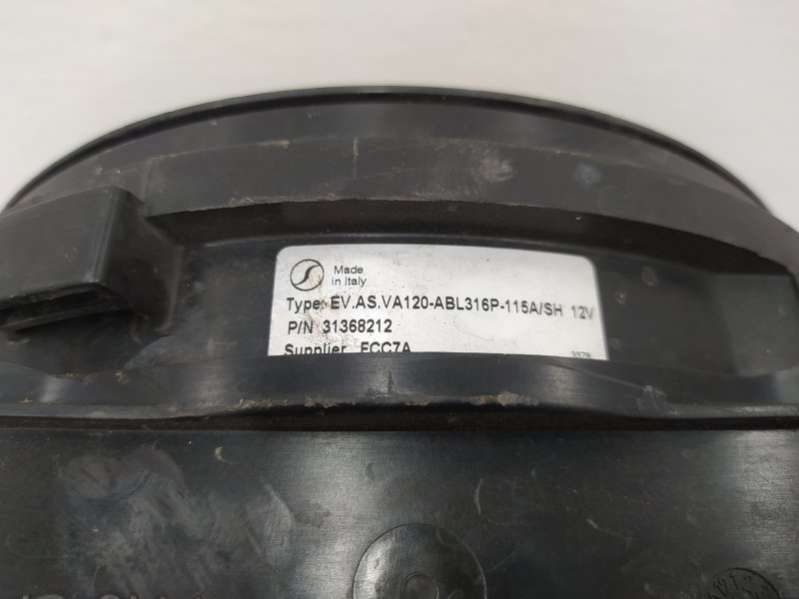 Made
in Italy
Type: EV.AS.VA120-ABL316P-115A/SH 12V
P/N 31368212
Supplier FCC7A